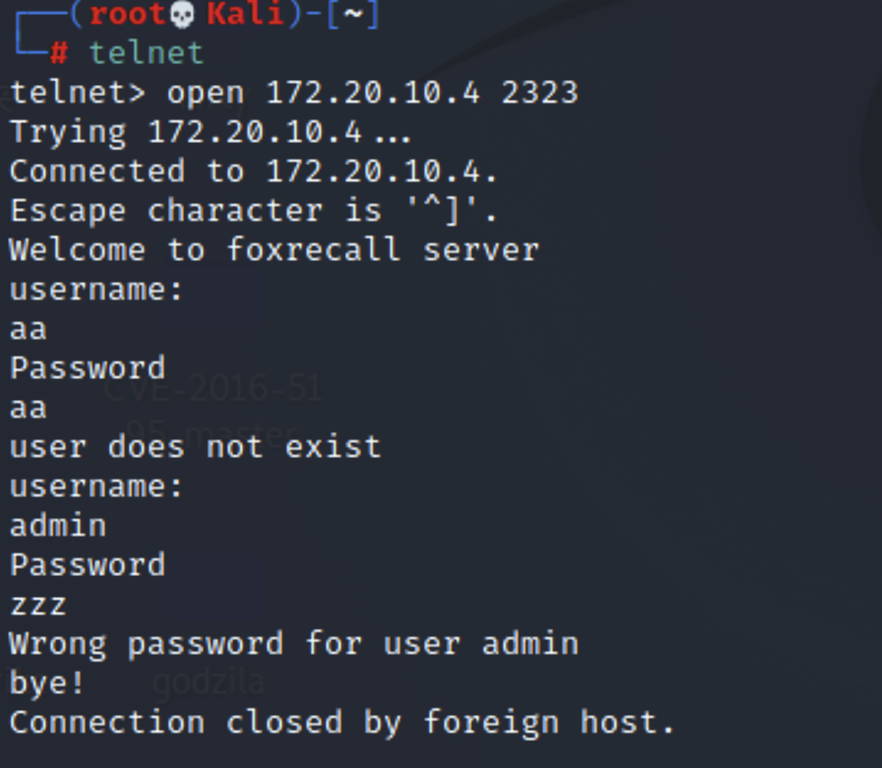 ┌──(root💀Kali)-[~]
└─# telnet
telnet> open 172.20.10.4 2323
Trying 172.20.10.4...
Connected to 172.20.10.4.
Escape character is '^]'.
Welcome to foxrecall server
username:
aa
Password
CVE-2016-51
aa
95-master
user does not exist
username:
admin
Password
zzz
Wrong password for user admin
godzila
bye!
Connection closed by foreign host.